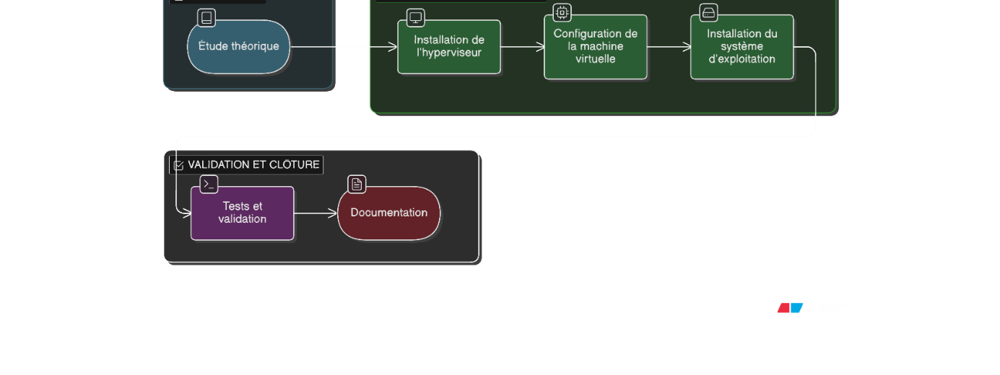 Étude théorique
Installation de
l'hyperviseur
Configuration de
la machine
virtuelle
Installation du
système
d'exploitation
VALIDATION ET CLÔTURE
Tests et
validation
Documentation